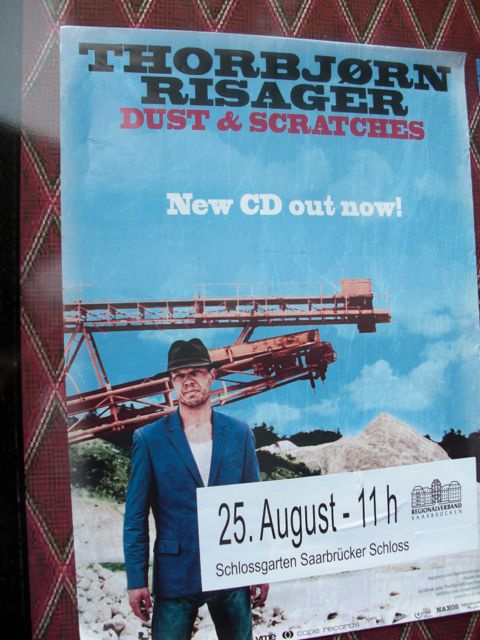 THORBJØRN
RISAGER
DUST & SCRATCHES
New CD out now!
25. August - 11 h
REGIONALVERBAND
SAARBRÜCKEN
Schlossgarten Saarbrücker Schloss
vme cope records NAXOS